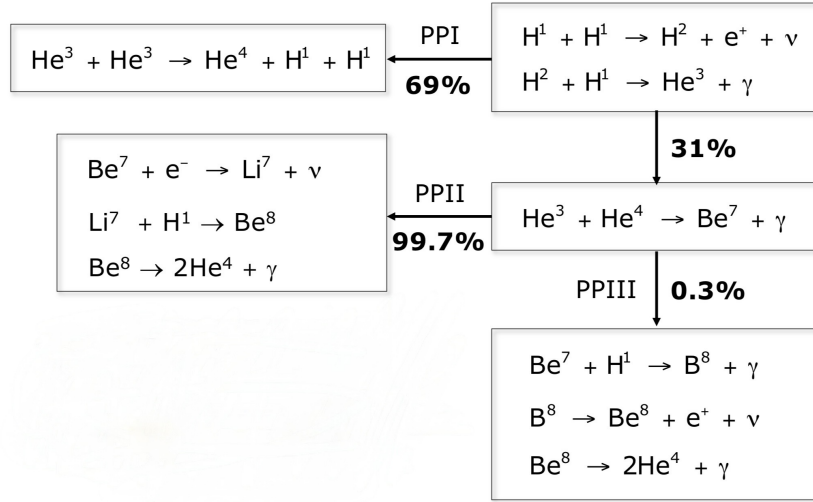 H¹ + H¹ → H² + e⁺ + ν
H² + H¹ → He³ + γ
PPI
69%
He³ + He³ → He⁴ + H¹ + H¹
31%
He³ + He⁴ → Be⁷ + γ
PPII
99.7%
Be⁷ + e⁻ → Li⁷ + ν
Li⁷ + H¹ → Be⁸
Be⁸ → 2He⁴ + γ
PPIII
0.3%
Be⁷ + H¹ → B⁸ + γ
B⁸ → Be⁸ + e⁺ + ν
Be⁸ → 2He⁴ + γ